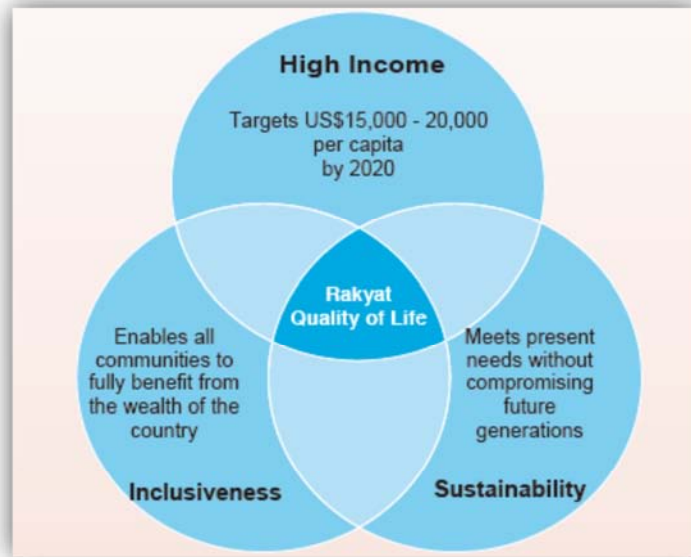 High Income
Targets US$15,000 - 20,000
per capita
by 2020
Rakyat
Quality of Life
Enables all
communities to
fully benefit from
the wealth of the
country
Inclusiveness
Meets present
needs without
compromising
future
generations
Sustainability